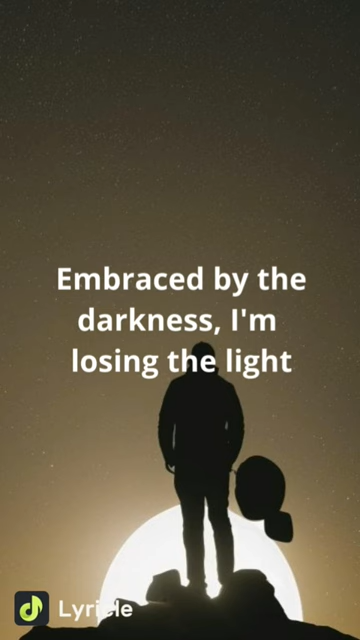 Embraced by the
darkness, I'm
losing the light
Lyricle